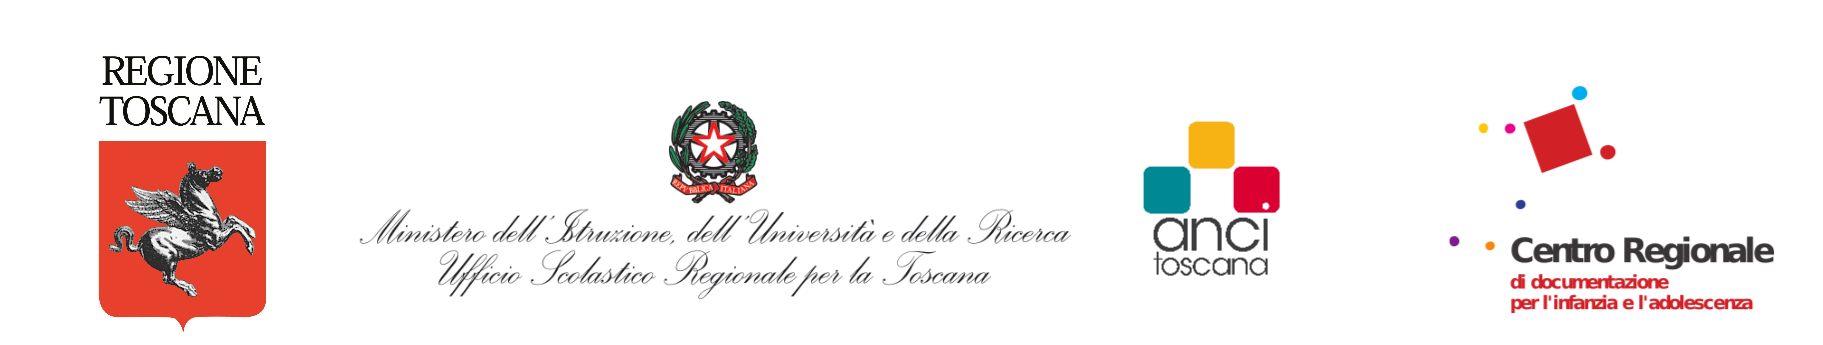 REGIONE
TOSCANA
REPVBBLICA ITALIANA
Ministero dell'Istruzione, dell'Università e della Ricerca
Ufficio Scolastico Regionale per la Toscana
anci
toscana
Centro Regionale
di documentazione
per l'infanzia e l'adolescenza